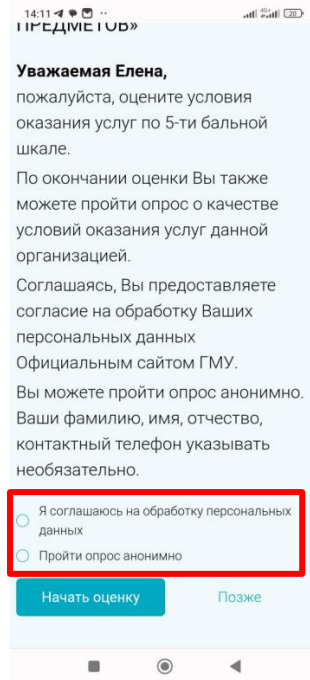 14:11
4G+
20
ПРЕДМЕТОВ»
Уважаемая Елена,
пожалуйста, оцените условия
оказания услуг по 5-ти бальной
шкале.
По окончании оценки Вы также
можете пройти опрос о качестве
условий оказания услуг данной
организацией.
Соглашаясь, Вы предоставляете
согласие на обработку Ваших
персональных данных
Официальным сайтом ГМУ.
Вы можете пройти опрос анонимно.
Ваши фамилию, имя, отчество,
контактный телефон указывать
необязательно.
Я соглашаюсь на обработку персональных
данных
Пройти опрос анонимно
Начать оценку Позже